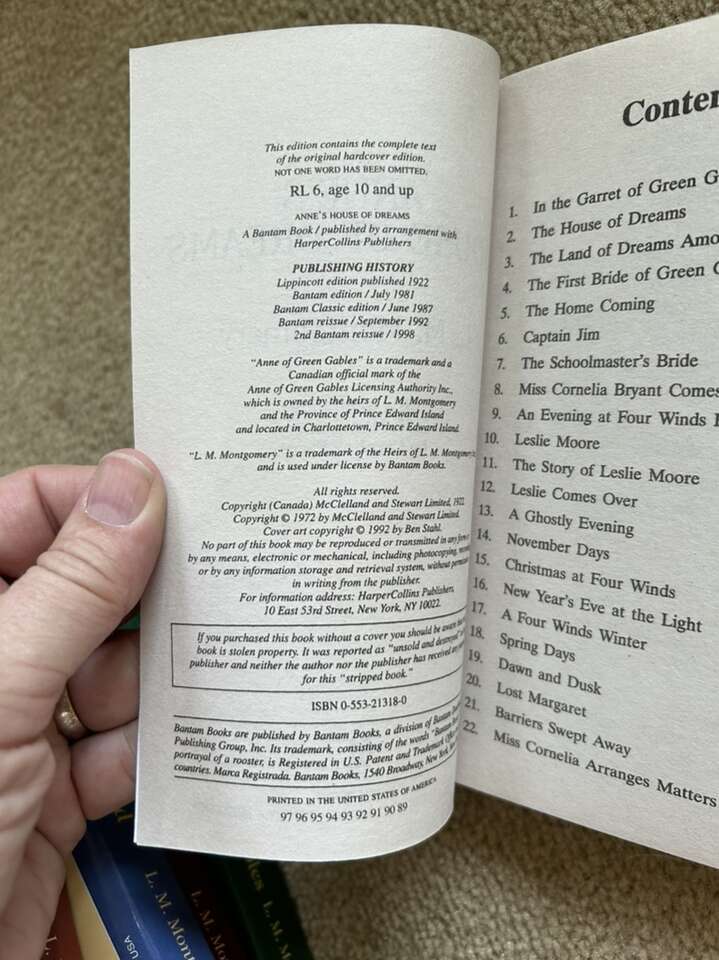 This edition contains the complete text
of the original hardcover edition.
NOT ONE WORD HAS BEEN OMITTED.
RL 6, age 10 and up
ANNE'S HOUSE OF DREAMS
A Bantam Book / published by arrangement with
HarperCollins Publishers
PUBLISHING HISTORY
Lippincott edition published 1922
Bantam edition / July 1981
Bantam Classic edition / June 1987
Bantam reissue / September 1992
2nd Bantam reissue / 1998
"Anne of Green Gables" is a trademark and a
Canadian official mark of the
Anne of Green Gables Licensing Authority Inc.,
which is owned by the heirs of L. M. Montgomery
and the Province of Prince Edward Island
and located in Charlottetown, Prince Edward Island.
"L. M. Montgomery" is a trademark of the Heirs of L. M. Montgomery
and is used under license by Bantam Books.
All rights reserved.
Copyright (Canada) McClelland and Stewart Limited, 1922.
Copyright © 1972 by McClelland and Stewart Limited.
Cover art copyright © 1992 by Ben Stahl.
No part of this book may be reproduced or transmitted in any form or
by any means, electronic or mechanical, including photocopying,
or by any information storage and retrieval system, without
in writing from the publisher.
For information address: HarperCollins Publishers,
10 East 53rd Street, New York, NY 10022.
If you purchased this book without a cover you should be aware
book is stolen property. It was reported as "unsold and destroyed"
publisher and neither the author nor the publisher has received
for this "stripped book."
ISBN 0-553-21318-0
Bantam Books are published by Bantam Books, a division of Bantam
Publishing Group, Inc. Its trademark, consisting of the words "Bantam
portrayal of a rooster, is Registered in U.S. Patent and Trademark
countries. Marca Registrada. Bantam Books, 1540 Broadway, New York,
PRINTED IN THE UNITED STATES OF AMERICA
97 96 95 94 93 92 91 90 89
Conten
1. In the Garret of Green G
2. The House of Dreams
3. The Land of Dreams Amo
4. The First Bride of Green
5. The Home Coming
6. Captain Jim
7. The Schoolmaster's Bride
8. Miss Cornelia Bryant Comes
9. An Evening at Four Winds
10. Leslie Moore
11. The Story of Leslie Moore
12. Leslie Comes Over
13. A Ghostly Evening
14. November Days
15. Christmas at Four Winds
16. New Year's Eve at the Light
17. A Four Winds Winter
18. Spring Days
19. Dawn and Dusk
20. Lost Margaret
21. Barriers Swept Away
22. Miss Cornelia Arranges Matters
L. M. Mont
USA
L. M. Mo
L. M.